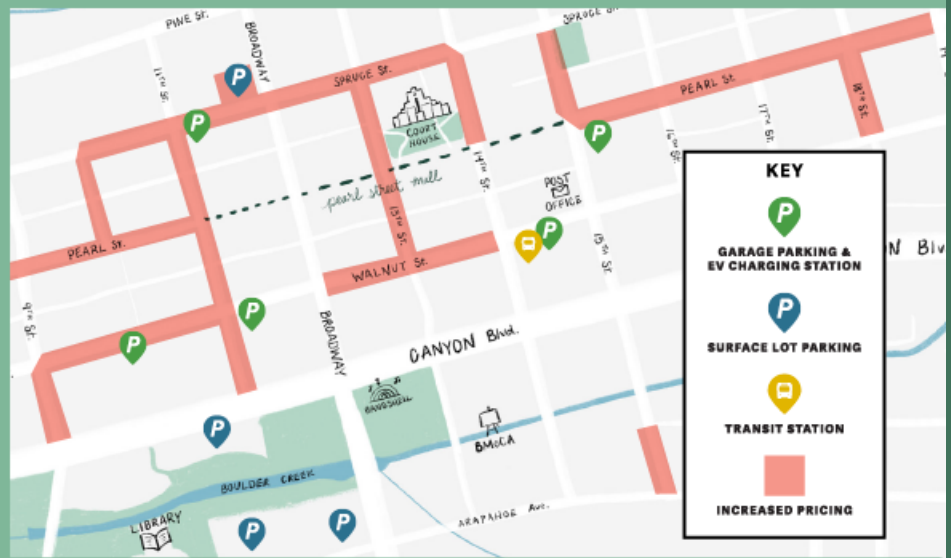 PINE ST.
BROADWAY
SPRUCE St.
11TH ST.
P
SPRUCE St.
P
COURT
HOUSE
PEARL St.
17TH St.
18TH St.
16TH St.
P
pearl street mall
14TH St.
POST
OFFICE
13TH St.
P
15TH St.
PEARL St.
WALNUT St.
9TH St.
P
P
BROADWAY
CANYON Blvd.
BANDSHELL
P
BMoCA
BOULDER CREEK
LIBRARY
P
P
ARAPAHOE Ave.
KEY
P
GARAGE PARKING &
EV CHARGING STATION
P
SURFACE LOT PARKING
TRANSIT STATION
INCREASED PRICING